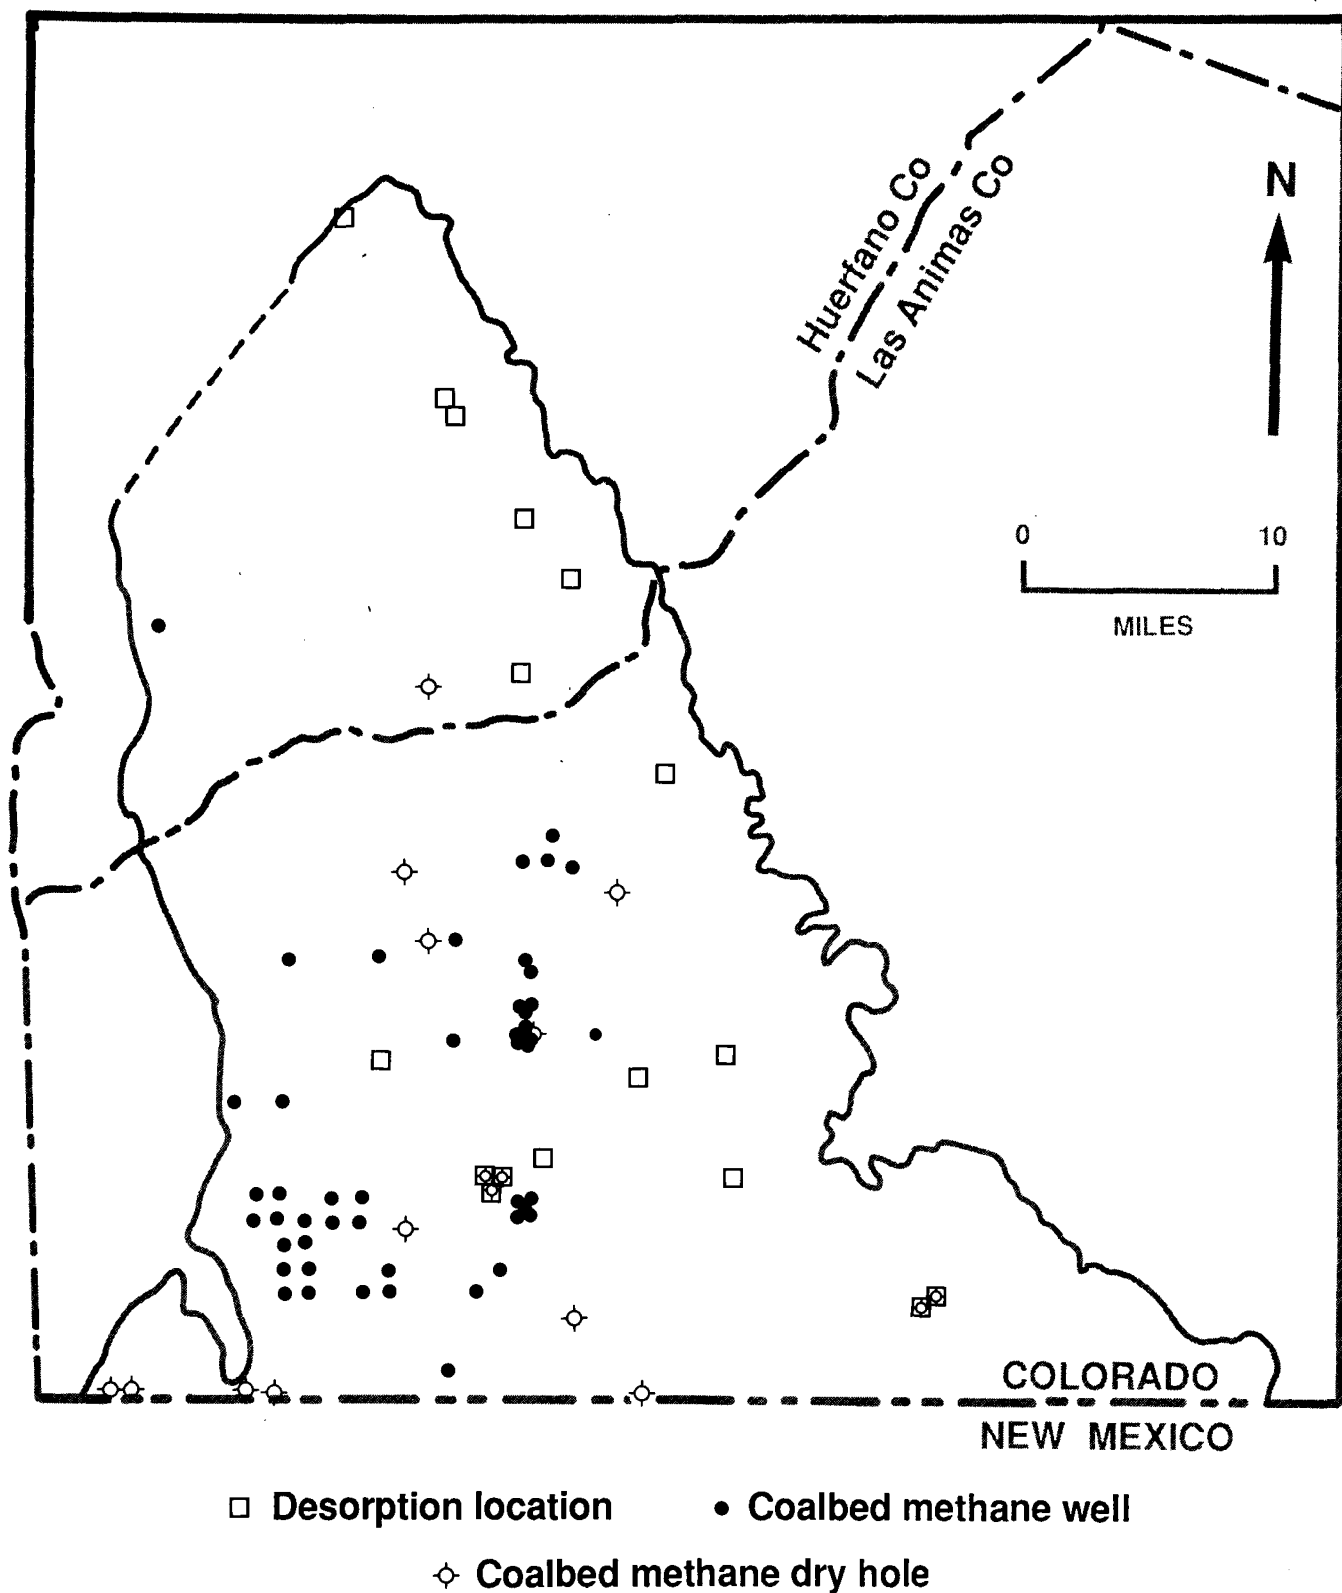 Huerfano Co
Las Animas Co
N
0 10
MILES
COLORADO
NEW MEXICO
Desorption location
Coalbed methane well
Coalbed methane dry hole